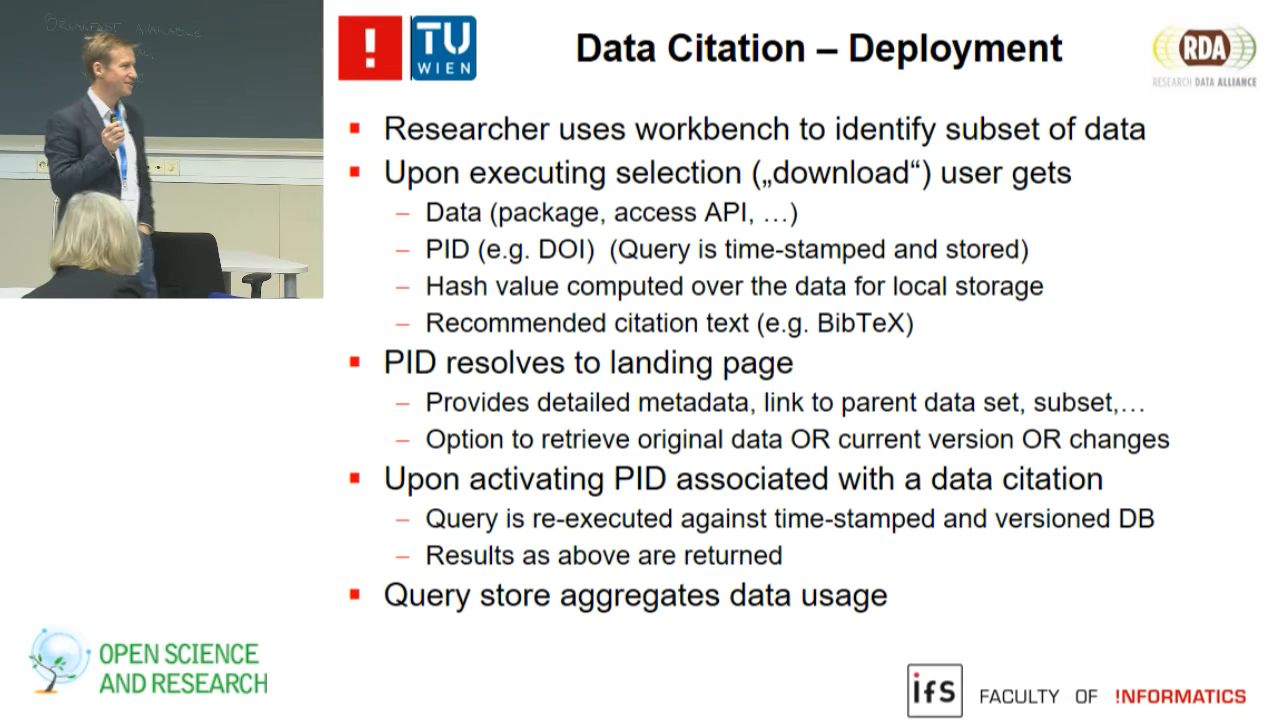 BREAKFAST AVAILABLE
!
TU
WIEN
Data Citation – Deployment
RDA
RESEARCH DATA ALLIANCE
Researcher uses workbench to identify subset of data
Upon executing selection („download“) user gets
– Data (package, access API, …)
– PID (e.g. DOI) (Query is time-stamped and stored)
– Hash value computed over the data for local storage
– Recommended citation text (e.g. BibTeX)
PID resolves to landing page
– Provides detailed metadata, link to parent data set, subset,…
– Option to retrieve original data OR current version OR changes
Upon activating PID associated with a data citation
– Query is re-executed against time-stamped and versioned DB
– Results as above are returned
Query store aggregates data usage
OPEN SCIENCE
AND RESEARCH
ifs
FACULTY OF !NFORMATICS